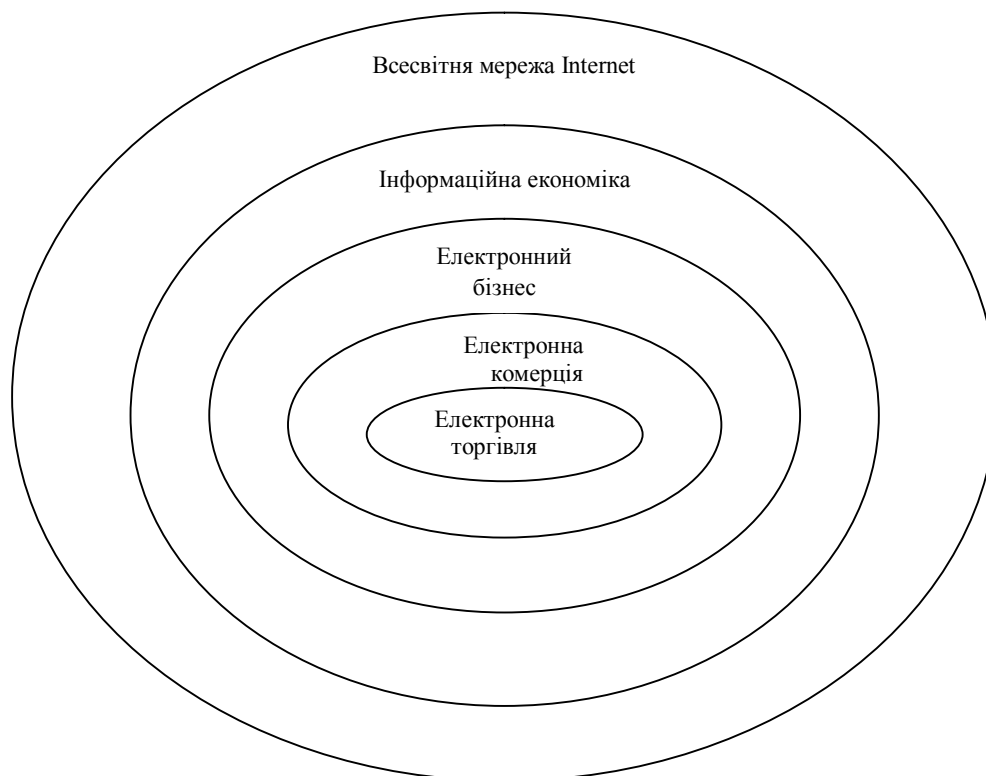 Всесвітня мережа Internet
Інформаційна економіка
Електронний
бізнес
Електронна
комерція
Електронна
торгівля